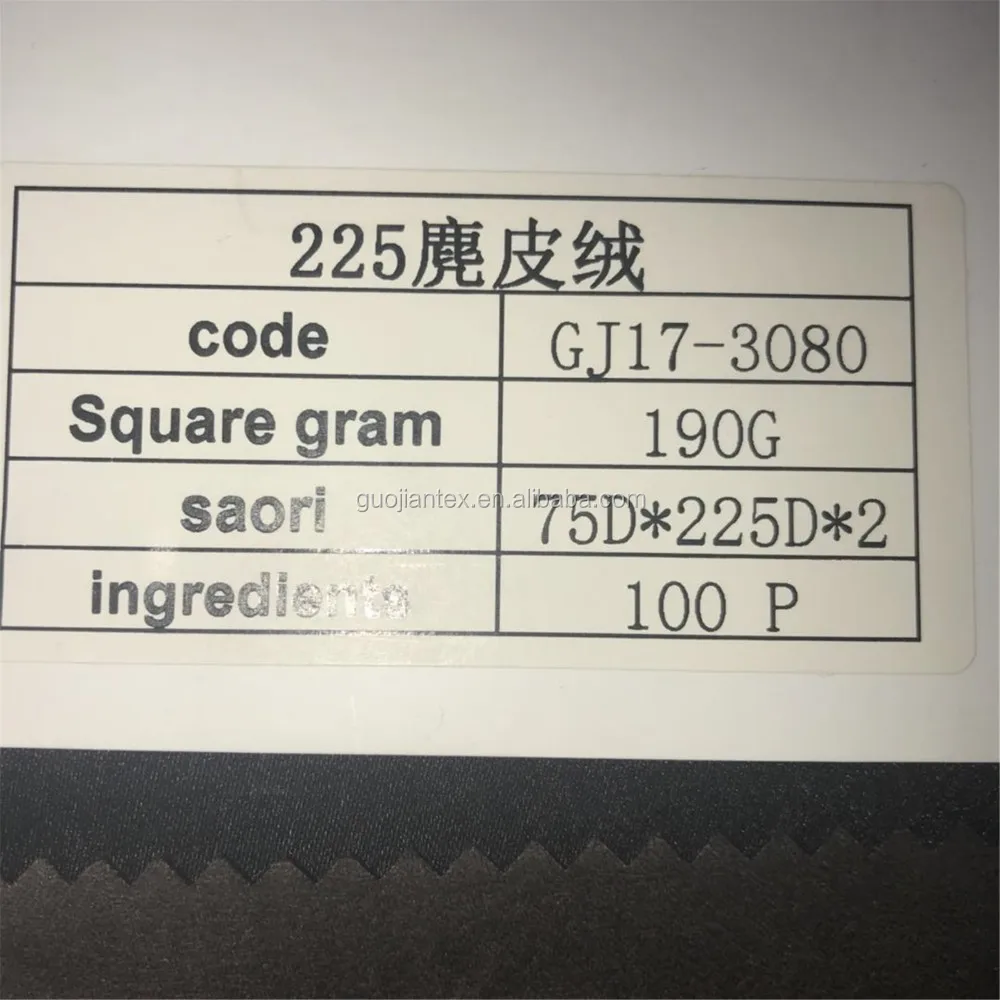 225麂皮绒
code GJ17-3080
Square gram 190G
saori 75D*225D*2
guojiantex.en.alibaba.com
ingredients 100 P